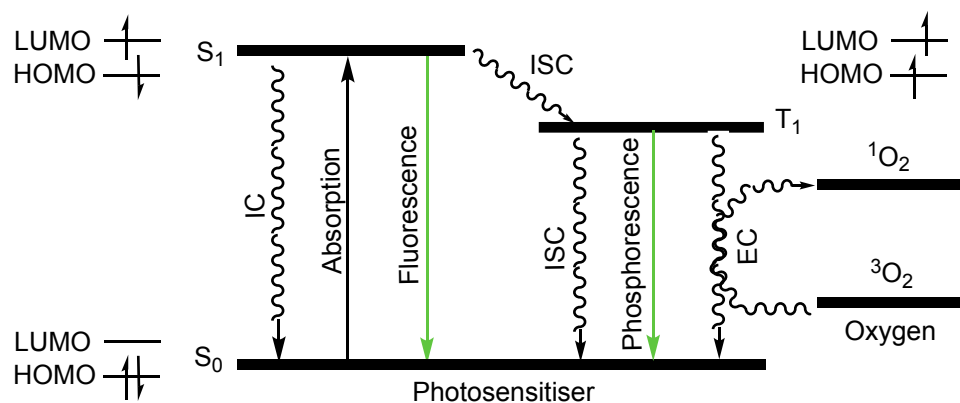 LUMO
HOMO
S1
ISC
LUMO
HOMO
T1
IC
Absorption
Fluorescence
ISC
Phosphorescence
EC
1O2
3O2
Oxygen
LUMO
HOMO
S0
Photosensitiser